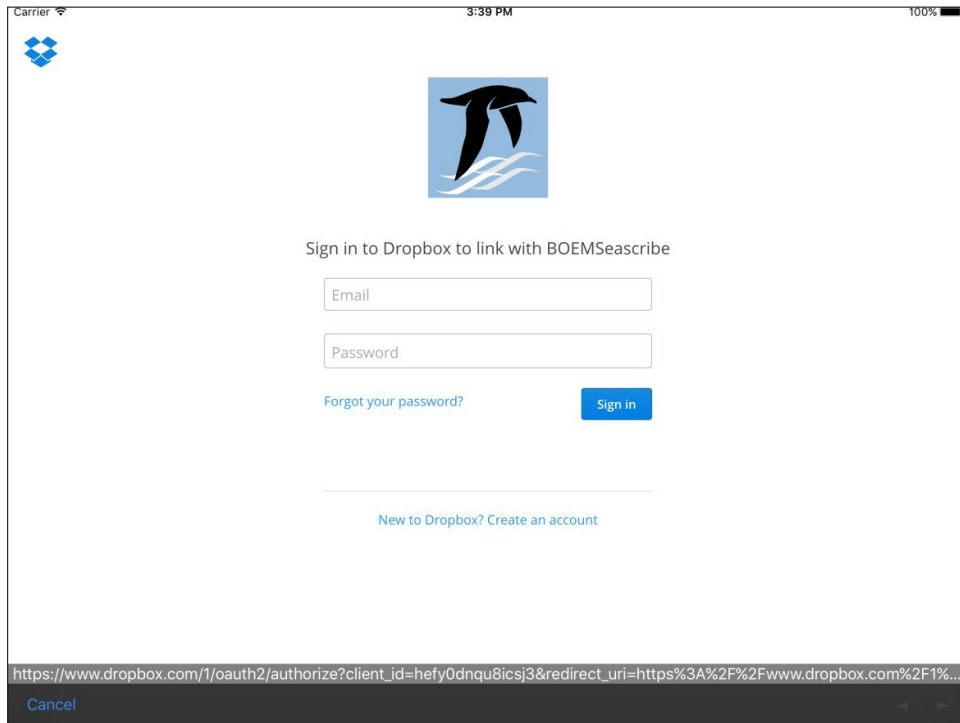 Carrier 3:39 PM 100%
Sign in to Dropbox to link with BOEMSeascribe
Email
Password
Forgot your password? Sign in
New to Dropbox? Create an account
https://www.dropbox.com/1/oauth2/authorize?client_id=hefy0dnqu8icsj3&redirect_uri=https%3A%2F%2Fwww.dropbox.com%2F1%...
Cancel